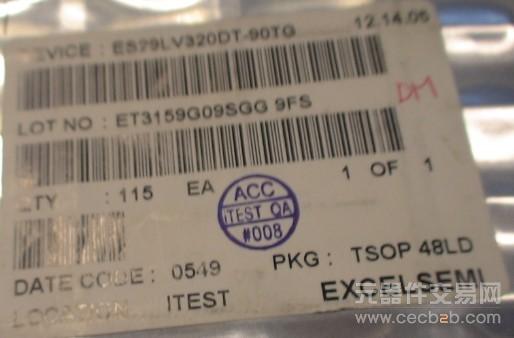 DEVICE : ES29LV320DT-90TG 12.14.05
LOT NO : ET3159G09SGG 9FS
DM
QTY : 115 EA 1 OF 1
ACC
iTEST QA
#008
DATE CODE : 0549 PKG : TSOP 48LD
LOCATION ITEST EXCELSEMI
元器件交易网
www.cecb2b.com